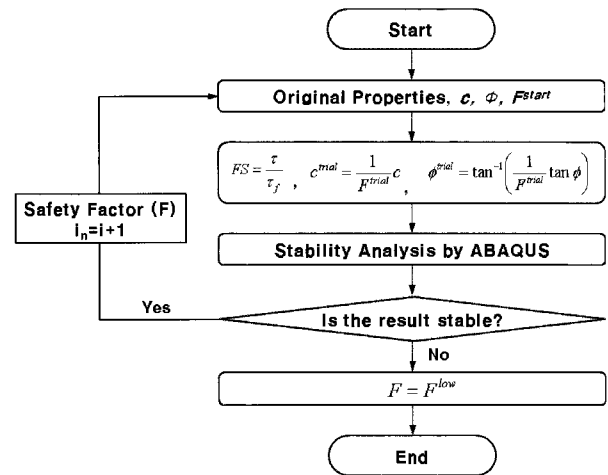 Start
Original Properties, c, Φ, F^start
FS = τ/τ_f , c^trial = 1/F^trial c, ϕ^trial = tan⁻¹(1/F^trial tan ϕ)
Safety Factor (F)
i_n=i+1
Stability Analysis by ABAQUS
Yes
Is the result stable?
No
F = F^low
End